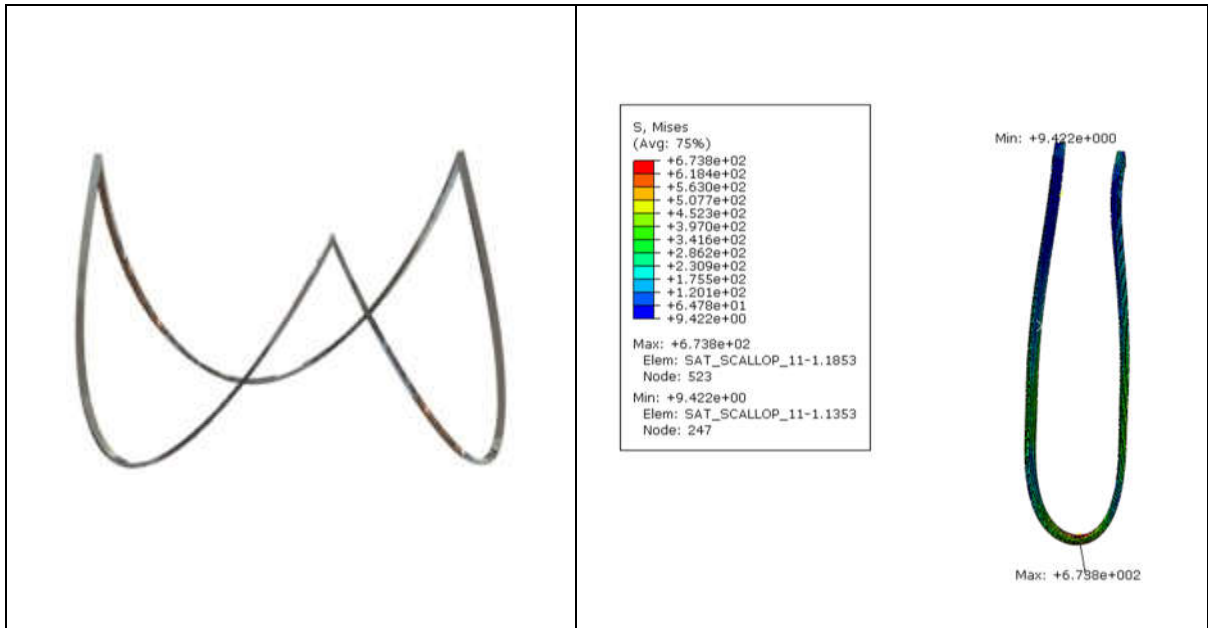 S, Mises
(Avg: 75%)
+6.738e+02
+6.184e+02
+5.630e+02
+5.077e+02
+4.523e+02
+3.970e+02
+3.416e+02
+2.862e+02
+2.309e+02
+1.755e+02
+1.201e+02
+6.478e+01
+9.422e+00
Max: +6.738e+02
Elem: SAT_SCALLOP_11-1.1853
Node: 523
Min: +9.422e+00
Elem: SAT_SCALLOP_11-1.1353
Node: 247
Min: +9.422e+000
Max: +6.738e+002